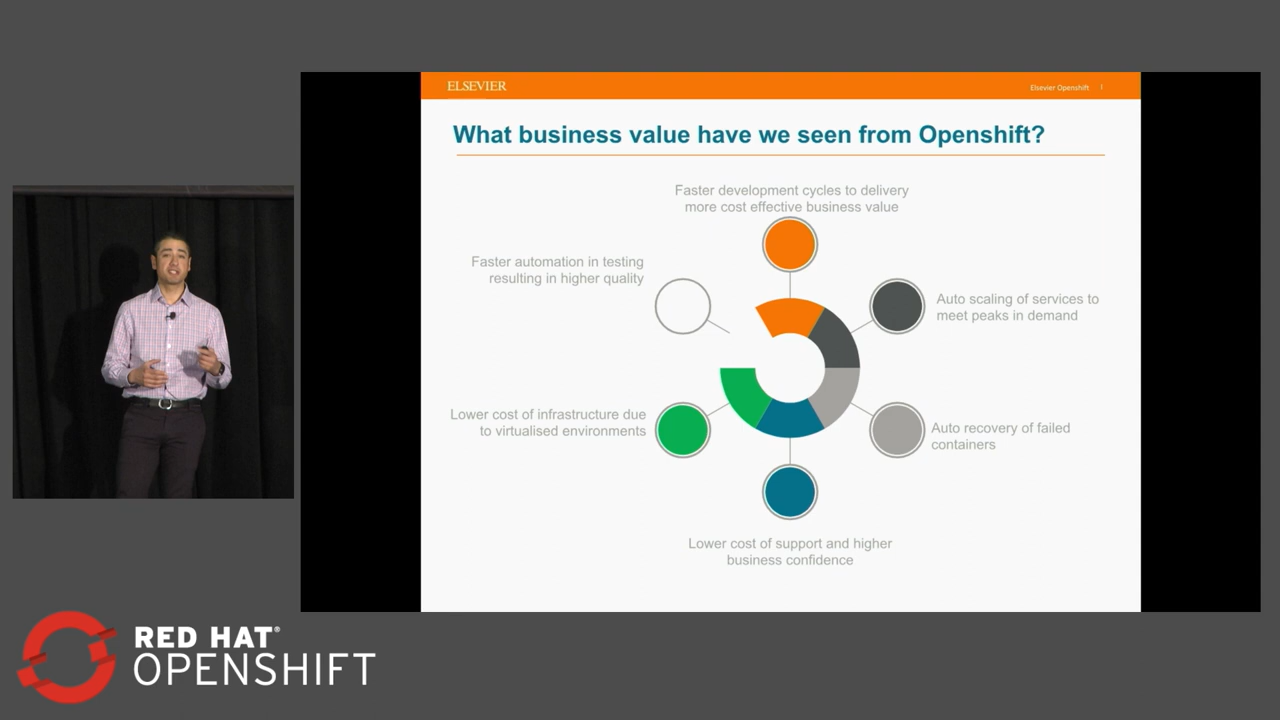 ELSEVIER
Elsevier Openshift 1
What business value have we seen from Openshift?
Faster development cycles to delivery
more cost effective business value
Faster automation in testing
resulting in higher quality
Auto scaling of services to
meet peaks in demand
Lower cost of infrastructure due
to virtualised environments
Auto recovery of failed
containers
Lower cost of support and higher
business confidence
RED HAT®
OPENSHIFT